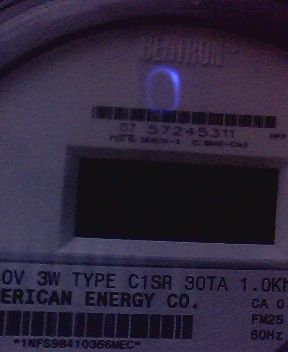 CENTRON
07 57245311
0V 3W TYPE C1SR 30TA 1.0Kh
ERICAN ENERGY CO.
CA 0.
FM2S
60Hz
*1NFS98410366MEC*